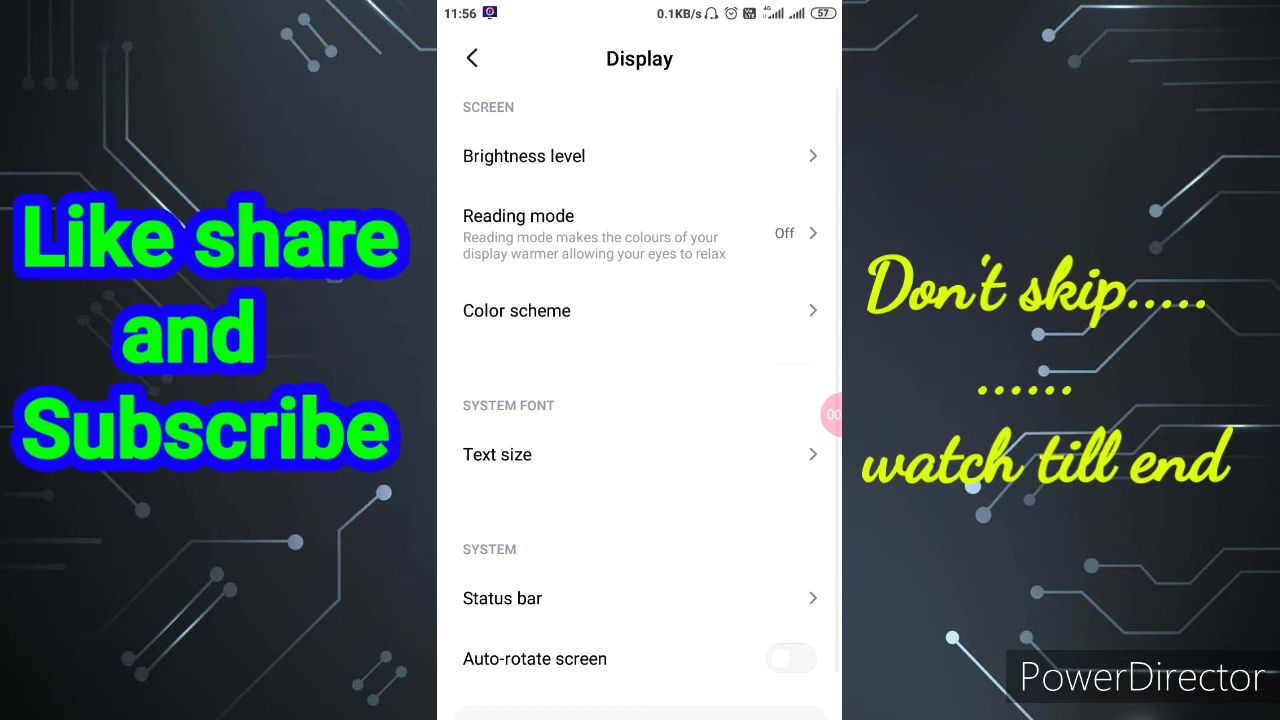 Like share
and
Subscribe
11:56
0.1KB/s
4G
57
Display
SCREEN
Brightness level
Reading mode
Reading mode makes the colours of your
display warmer allowing your eyes to relax
Off
Color scheme
00
SYSTEM FONT
Text size
SYSTEM
Status bar
Auto-rotate screen
Don't skip.....
......
watch till end
PowerDirector